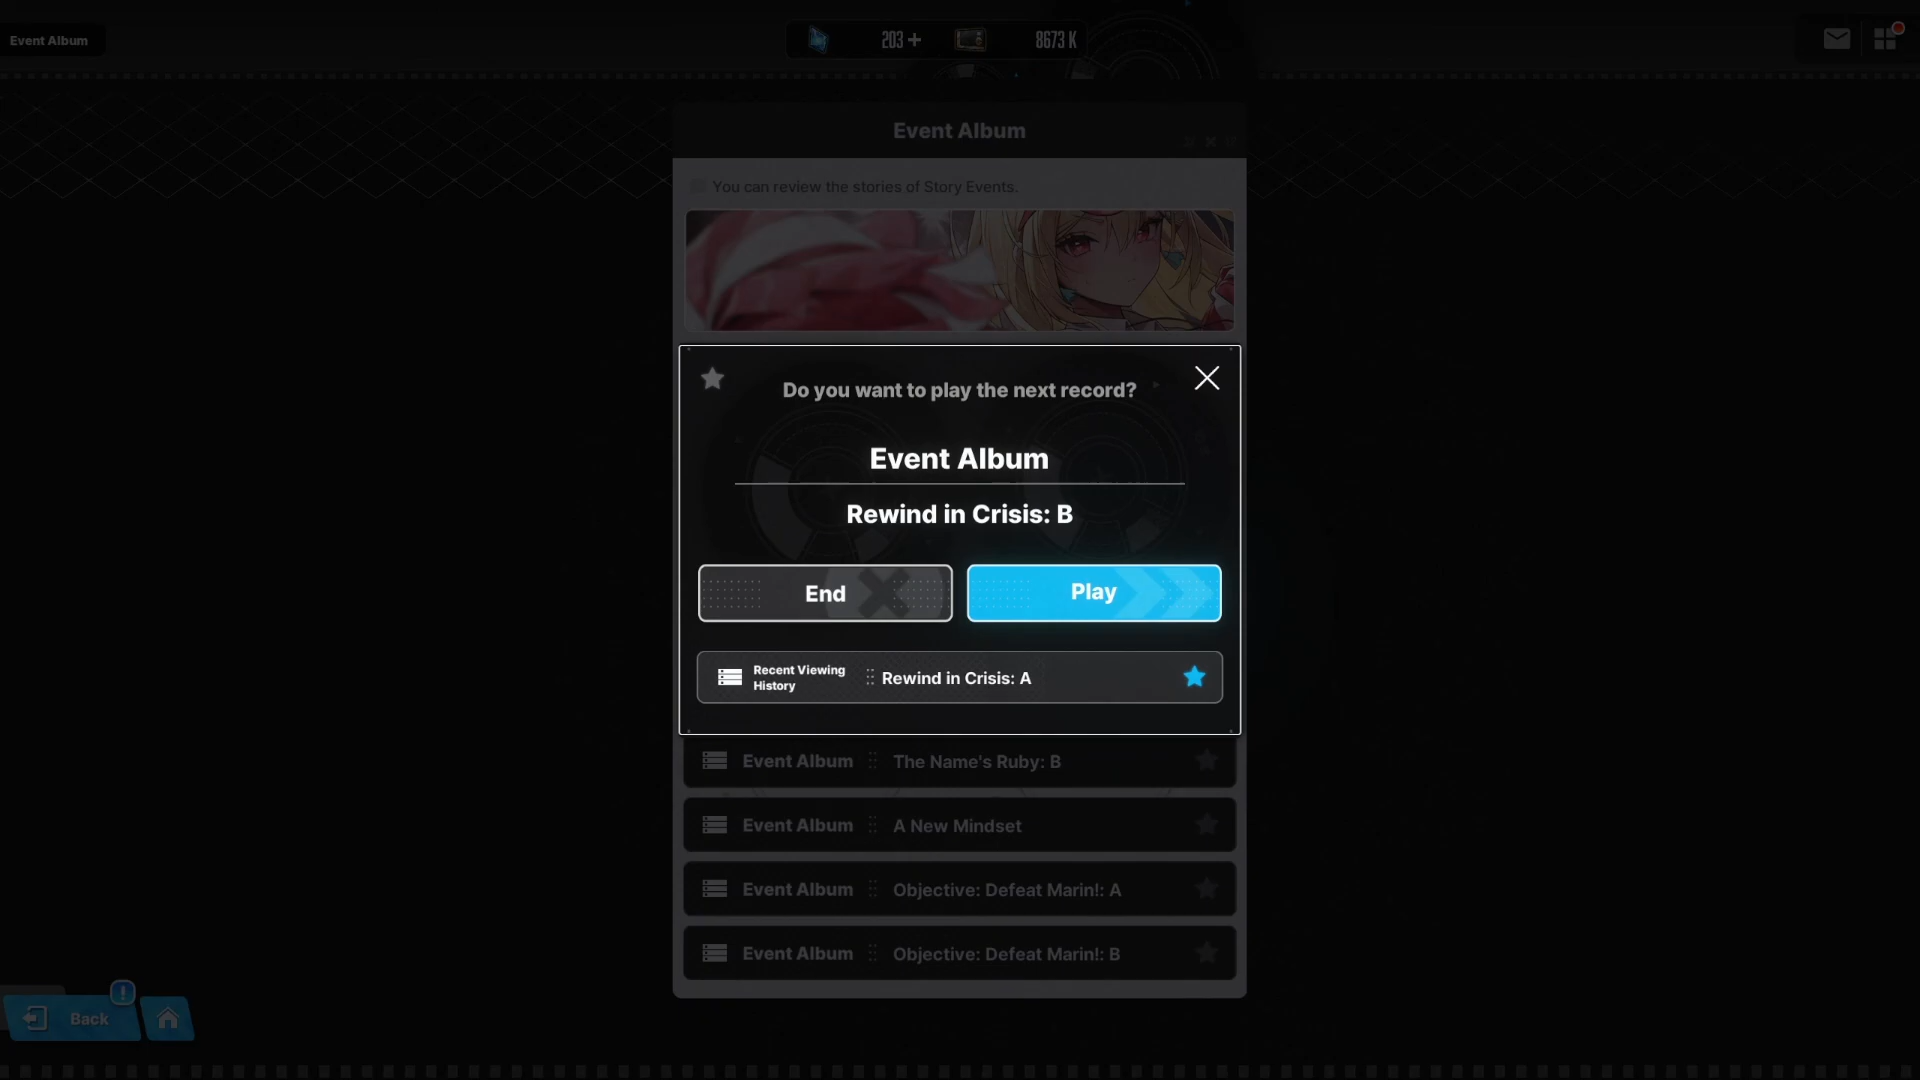 Event Album
203 +
8673 K
Event Album
You can review the stories of Story Events.
Do you want to play the next record?
Event Album
Rewind in Crisis: B
End
Play
Recent Viewing
History
Rewind in Crisis: A
Event Album
The Name's Ruby: B
Event Album
A New Mindset
Event Album
Objective: Defeat Marin!: A
Event Album
Objective: Defeat Marin!: B
!
Back